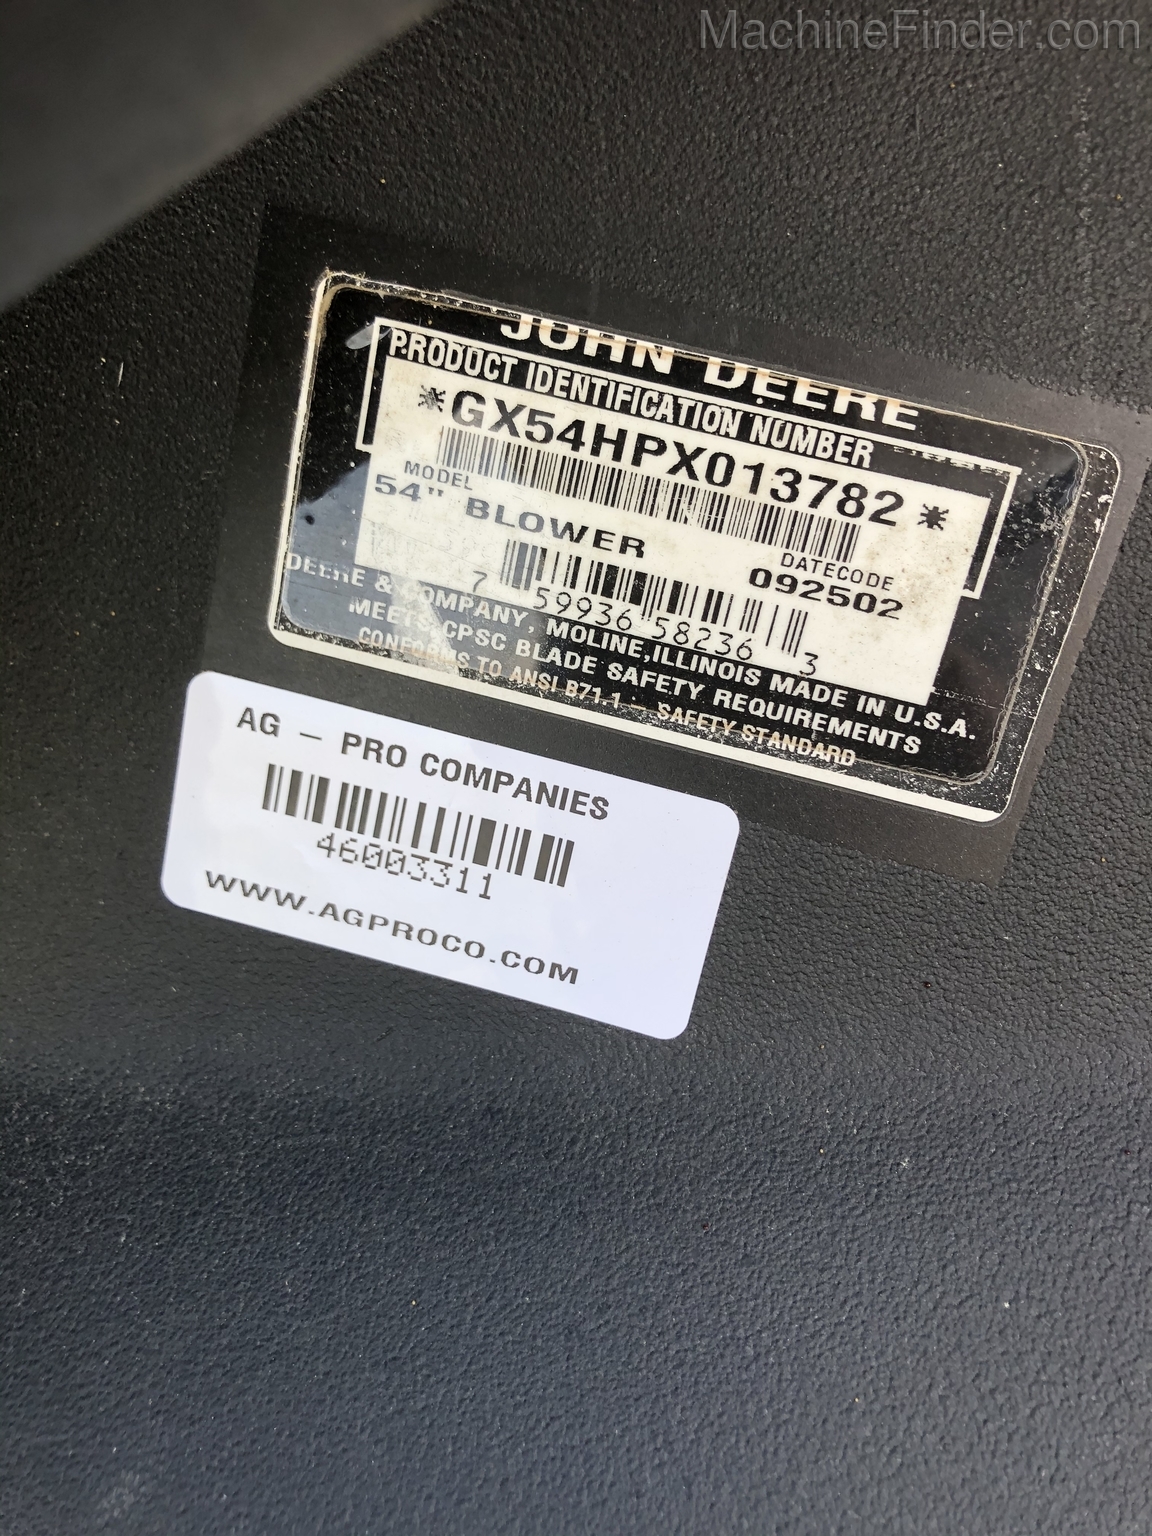 MachineFinder.com
JOHN DEERE
PRODUCT IDENTIFICATION NUMBER
*GX54HPX013782*
MODEL
54" BLOWER
DATECODE
092502
7 59936 58236 3
DEERE & COMPANY, MOLINE, ILLINOIS MADE IN U.S.A.
MEETS CPSC BLADE SAFETY REQUIREMENTS
CONFORMS TO ANSI B71.1 – SAFETY STANDARD
AG – PRO COMPANIES
46003311
WWW.AGPROCO.COM